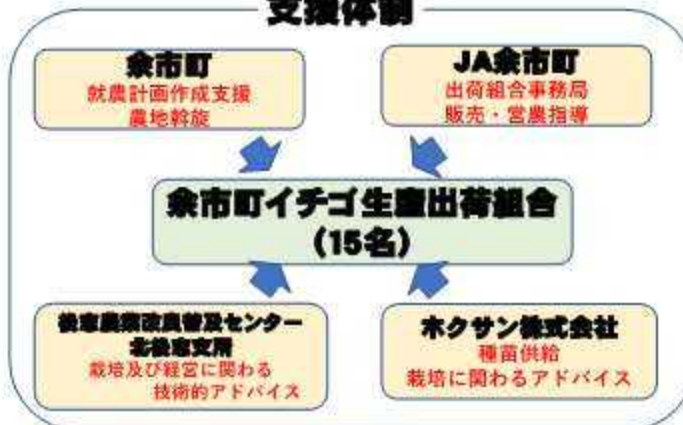 支援体制
余市町
就農計画作成支援
農地斡旋
JA余市町
出荷組合事務局
販売・営農指導
余市町イチゴ生産出荷組合
(15名)
後志農業改良普及センター
北後志支所
栽培及び経営に関わる
技術的アドバイス
ホクサン株式会社
種苗供給
栽培に関わるアドバイス